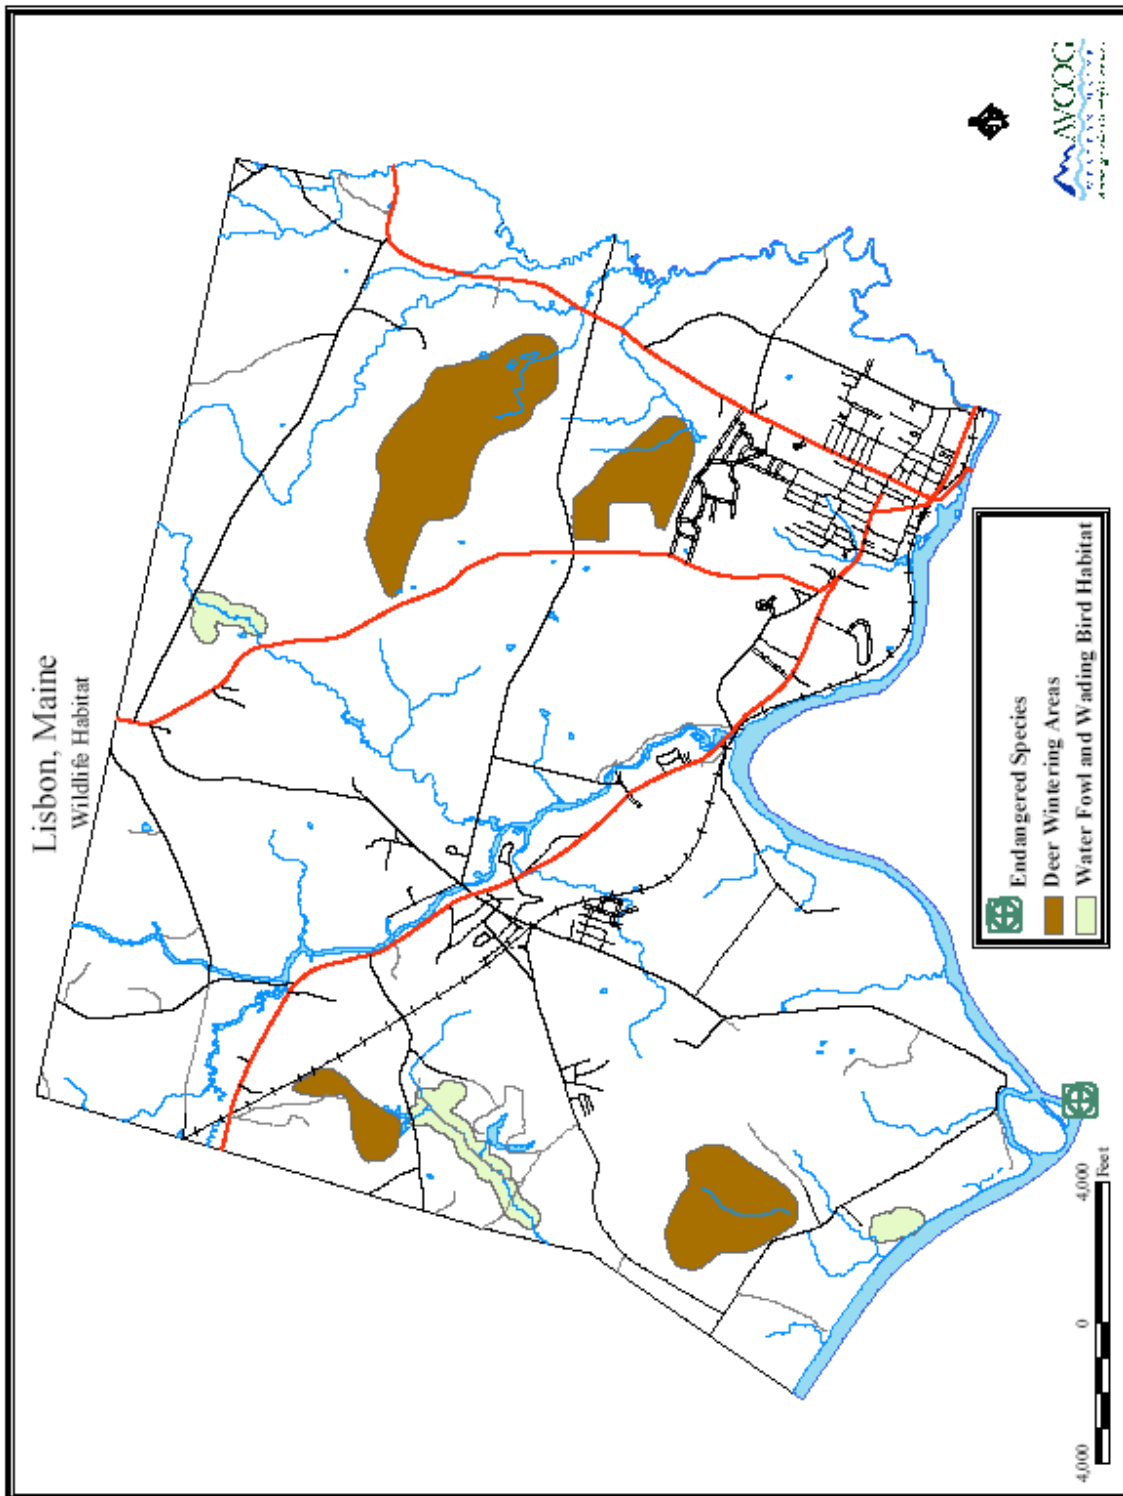 Lisbon, Maine
Wildlife Habitat
Endangered Species
Deer Wintering Areas
Water Fowl and Wading Bird Habitat
4,000 0 4,000
Feet
AVCOG